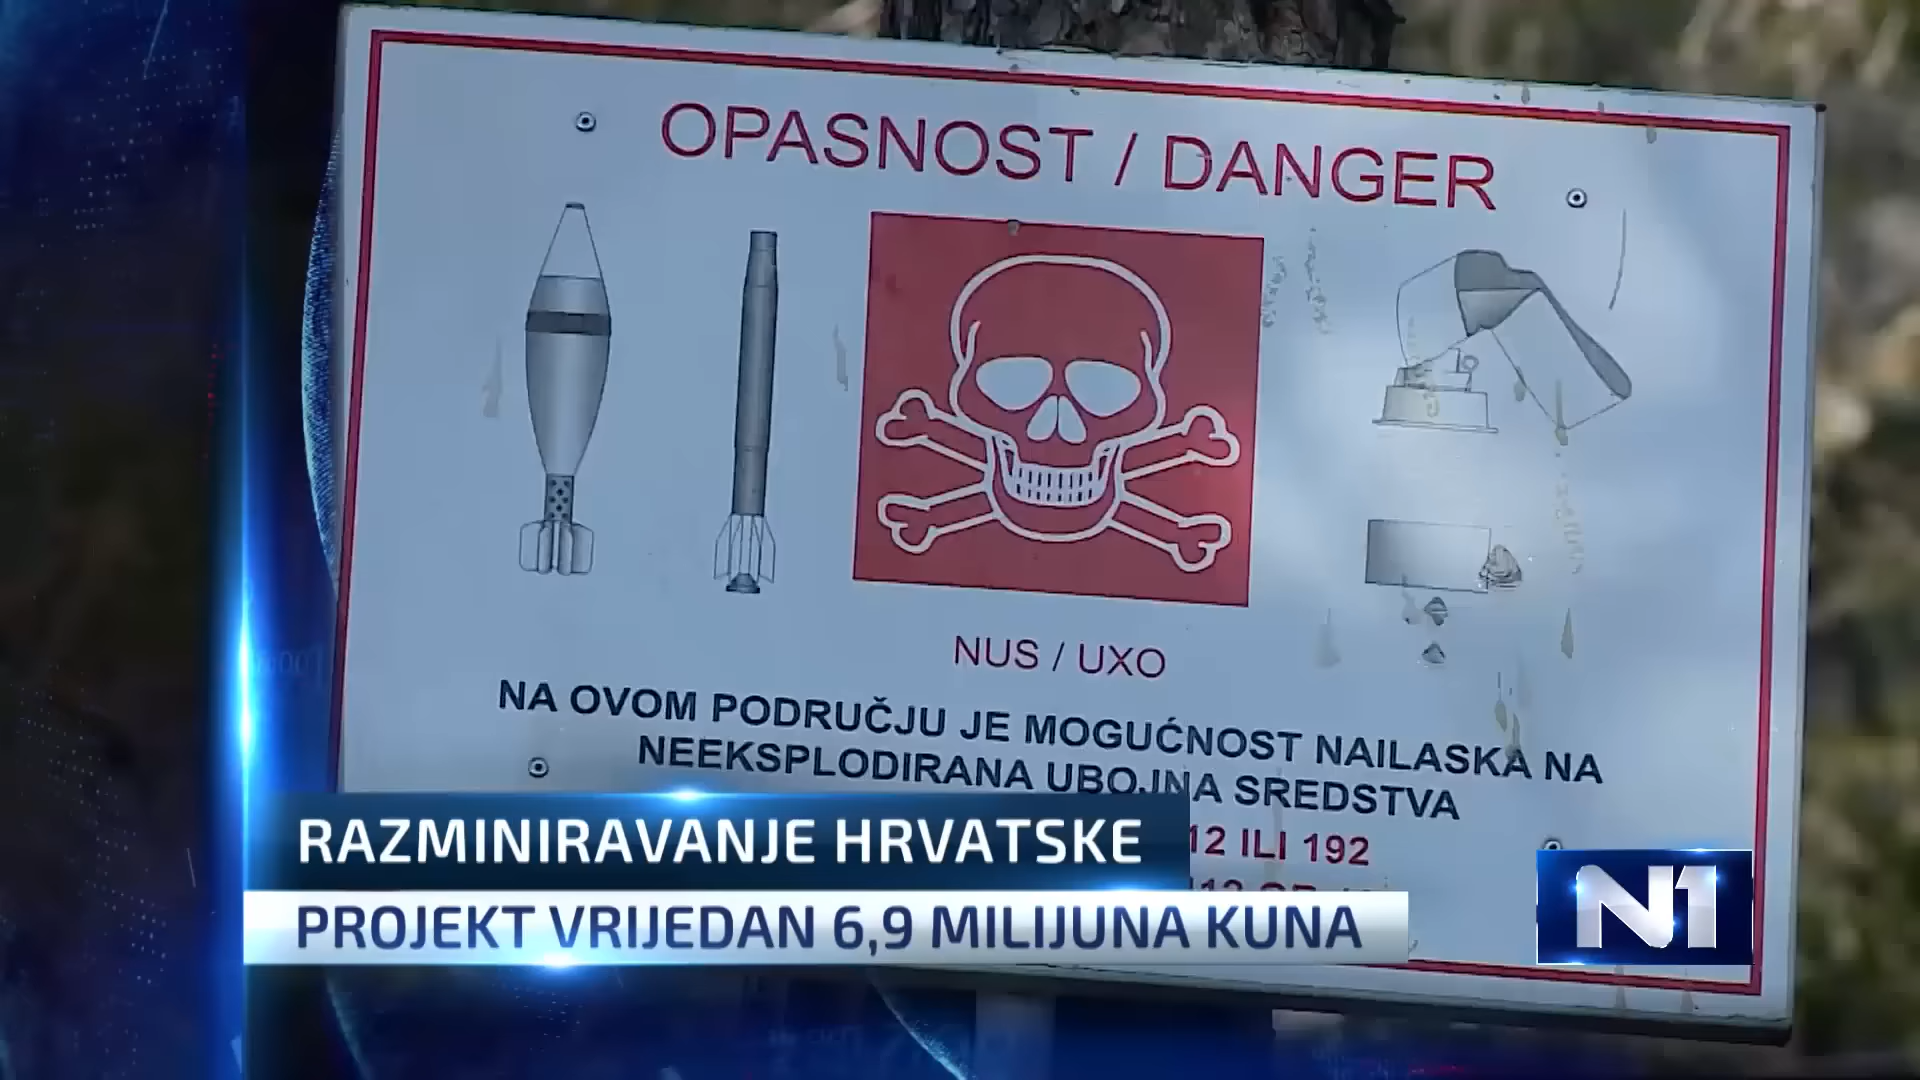 OPASNOST / DANGER
NUS / UXO
NA OVOM PODRUČJU JE MOGUĆNOST NAILASKA NA
NEEKSPLODIRANA UBOJNA SREDSTVA
12 ILI 192
RAZMINIRAVANJE HRVATSKE
PROJEKT VRIJEDAN 6,9 MILIJUNA KUNA
N1